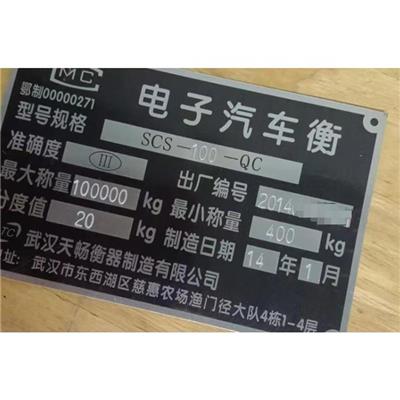 MC
鄂制00000271
电子汽车衡
型号规格 SCS-100-QC
准确度 III 出厂编号 2014
最大称量 100000 kg 最小称量 400 kg
分度值 20 kg 制造日期 14 年 1 月
TC 武汉天畅衡器制造有限公司
址:武汉市东西湖区慈惠农场渔门径大队4栋1-4层